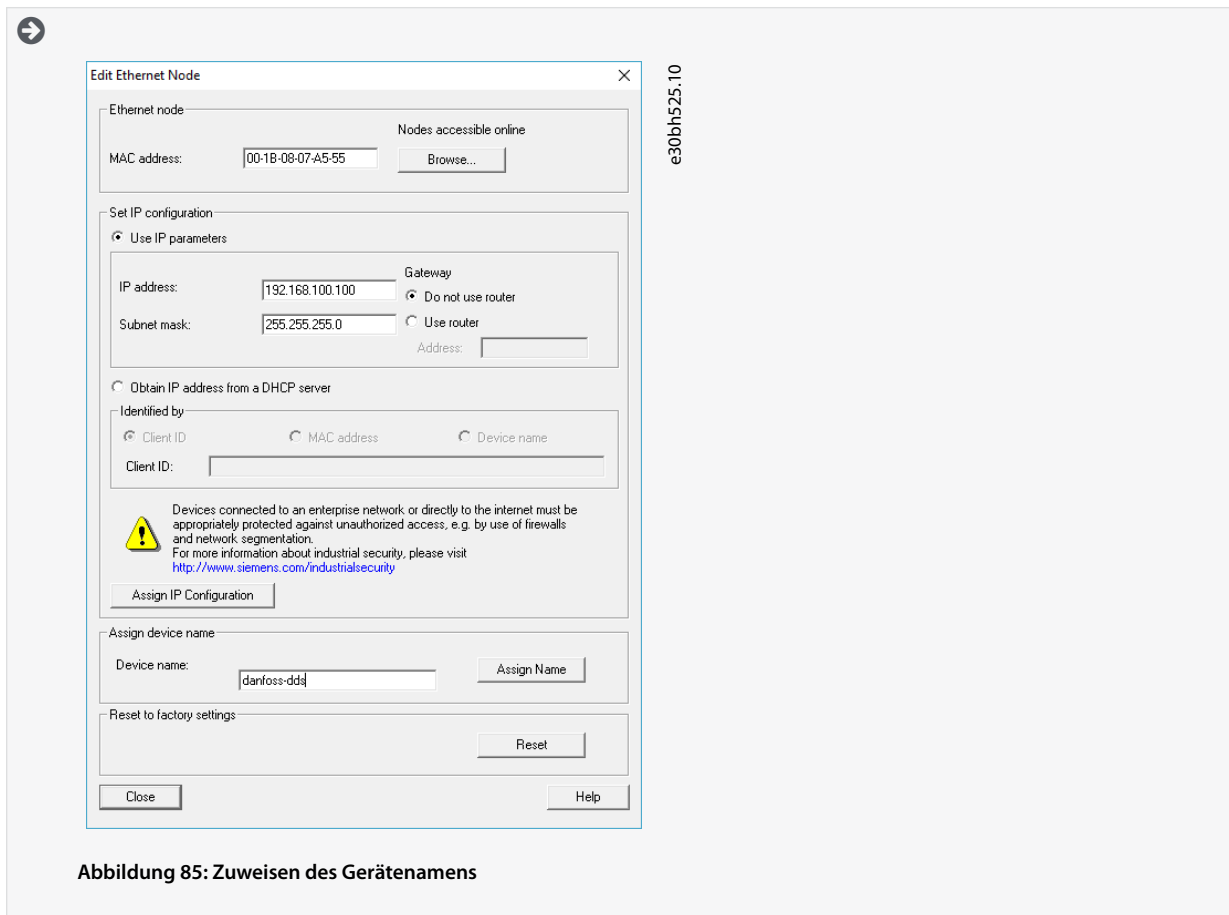 Edit Ethernet Node
e30bh525.10
Ethernet node
Nodes accessible online
MAC address:
00-1B-08-07-A5-55
Browse...
Set IP configuration
Use IP parameters
IP address:
192.168.100.100
Gateway
Do not use router
Subnet mask:
255.255.255.0
Use router
Address:
Obtain IP address from a DHCP server
Identified by
Client ID
MAC address
Device name
Client ID:
Devices connected to an enterprise network or directly to the internet must be
appropriately protected against unauthorized access, e.g. by use of firewalls
and network segmentation.
For more information about industrial security, please visit
http://www.siemens.com/industrialsecurity
Assign IP Configuration
Assign device name
Device name:
danfoss-dds
Assign Name
Reset to factory settings
Reset
Close
Help
Abbildung 85: Zuweisen des Gerätenamens